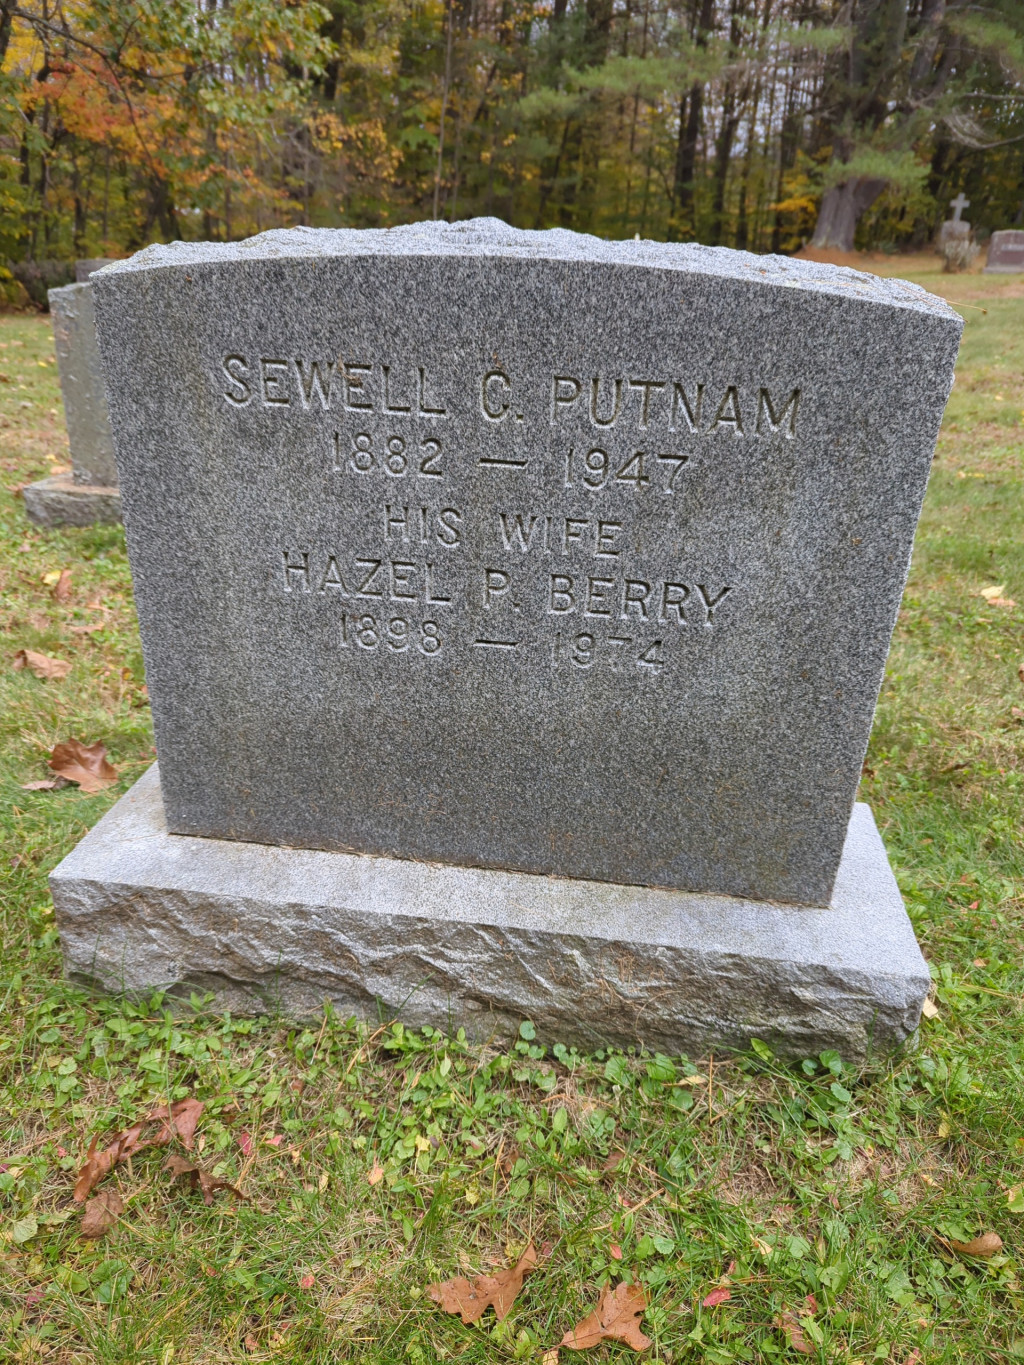 SEWELL C. PUTNAM
1882 — 1947
HIS WIFE
HAZEL P. BERRY
1898 — 1974